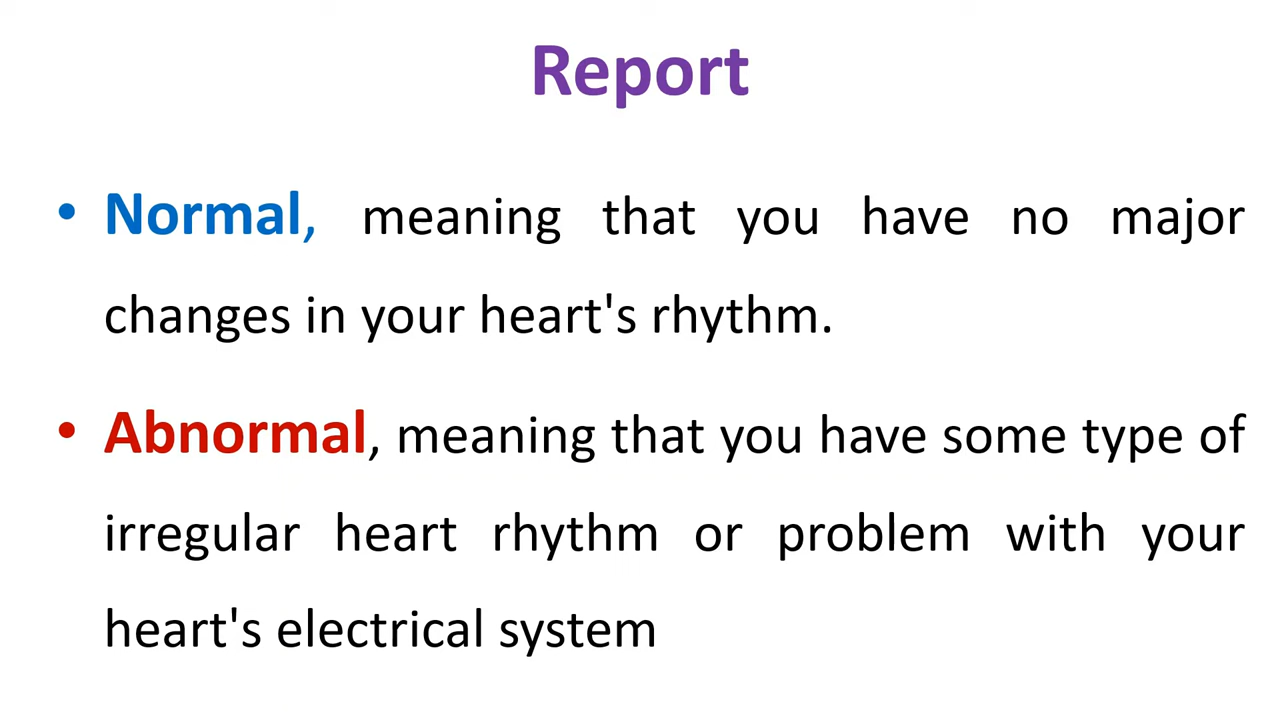 Report
• Normal, meaning that you have no major
changes in your heart's rhythm.
• Abnormal, meaning that you have some type of
irregular heart rhythm or problem with your
heart's electrical system